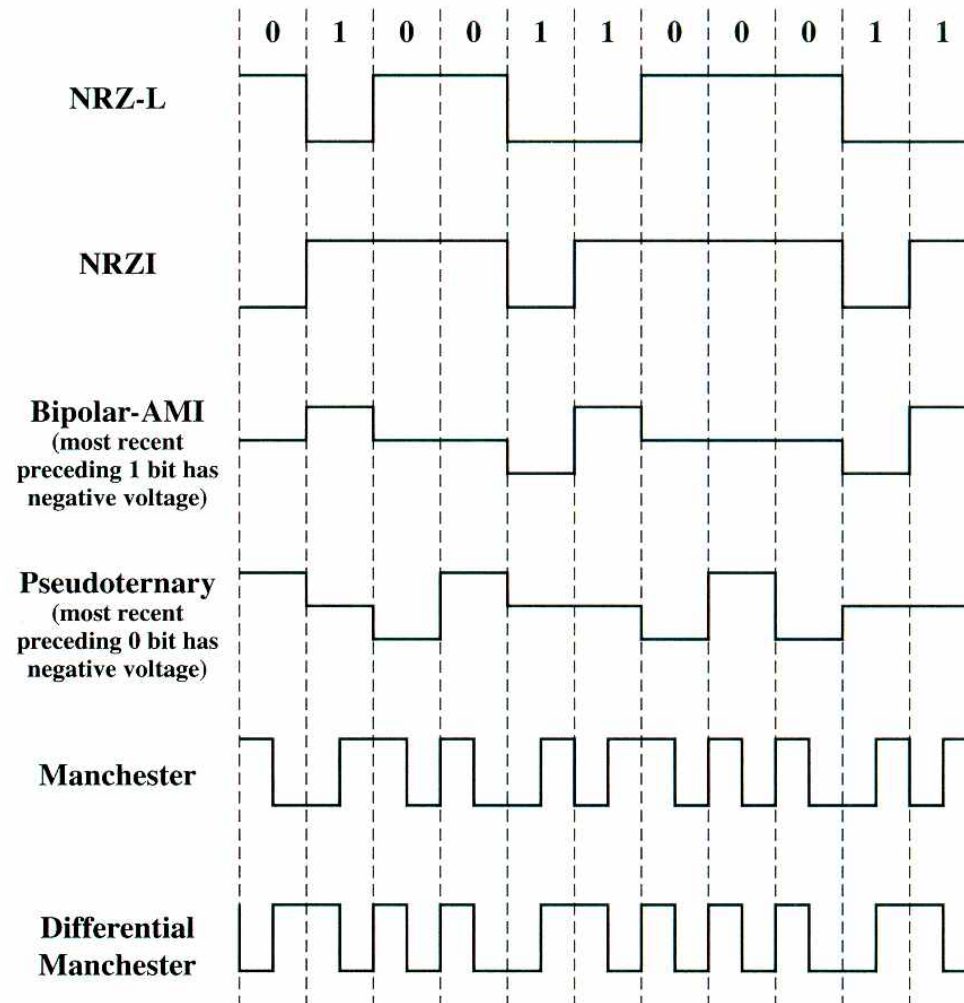 0 1 0 0 1 1 0 0 0 1 1
NRZ-L
NRZI
Bipolar-AMI
(most recent
preceding 1 bit has
negative voltage)
Pseudoternary
(most recent
preceding 0 bit has
negative voltage)
Manchester
Differential
Manchester